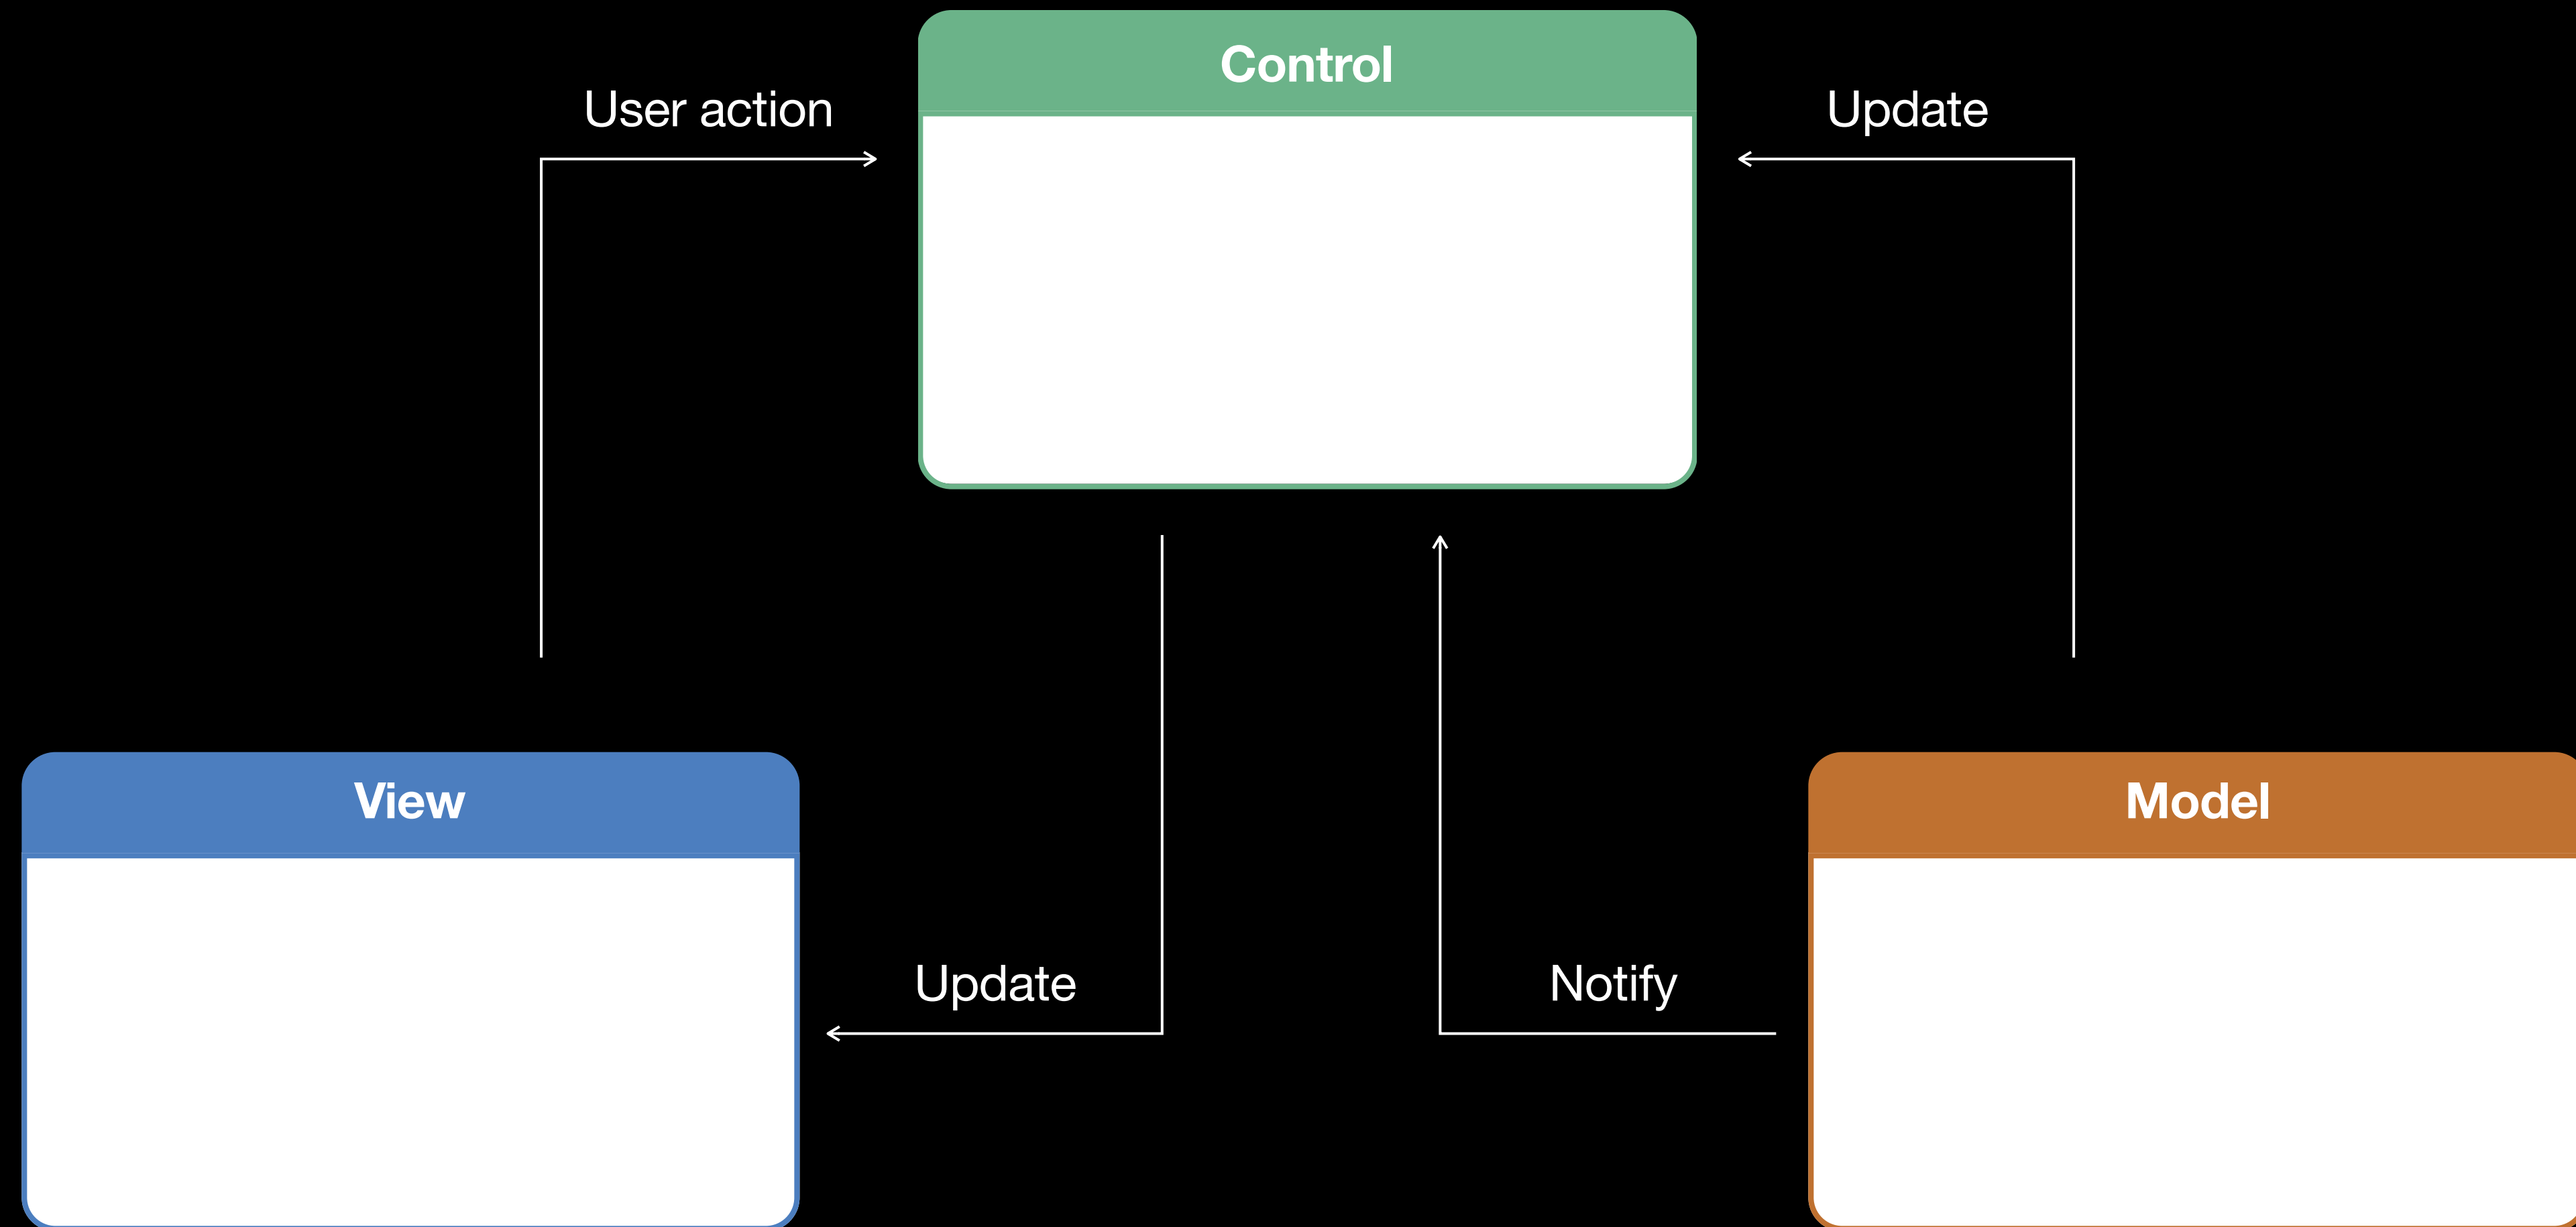 Control
User action
Update
View
Model
Update
Notify